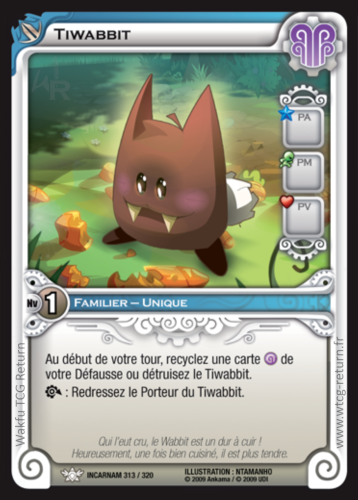 Tiwabbit
PA
PM
PV
Nv 1 Familier – Unique
Au début de votre tour, recyclez une carte de
votre Défausse ou détruisez le Tiwabbit.
: Redressez le Porteur du Tiwabbit.
Qui l'eut cru, le Wabbit est un dur à cuir !
Heureusement, une fois bien cuisiné, il est plus tendre.
INCARNAM 313 / 320
ILLUSTRATION : NTAMANHO
© 2009 Ankama / © 2009 UDI
Wakfu TCG Return
www.wtcg-return.fr